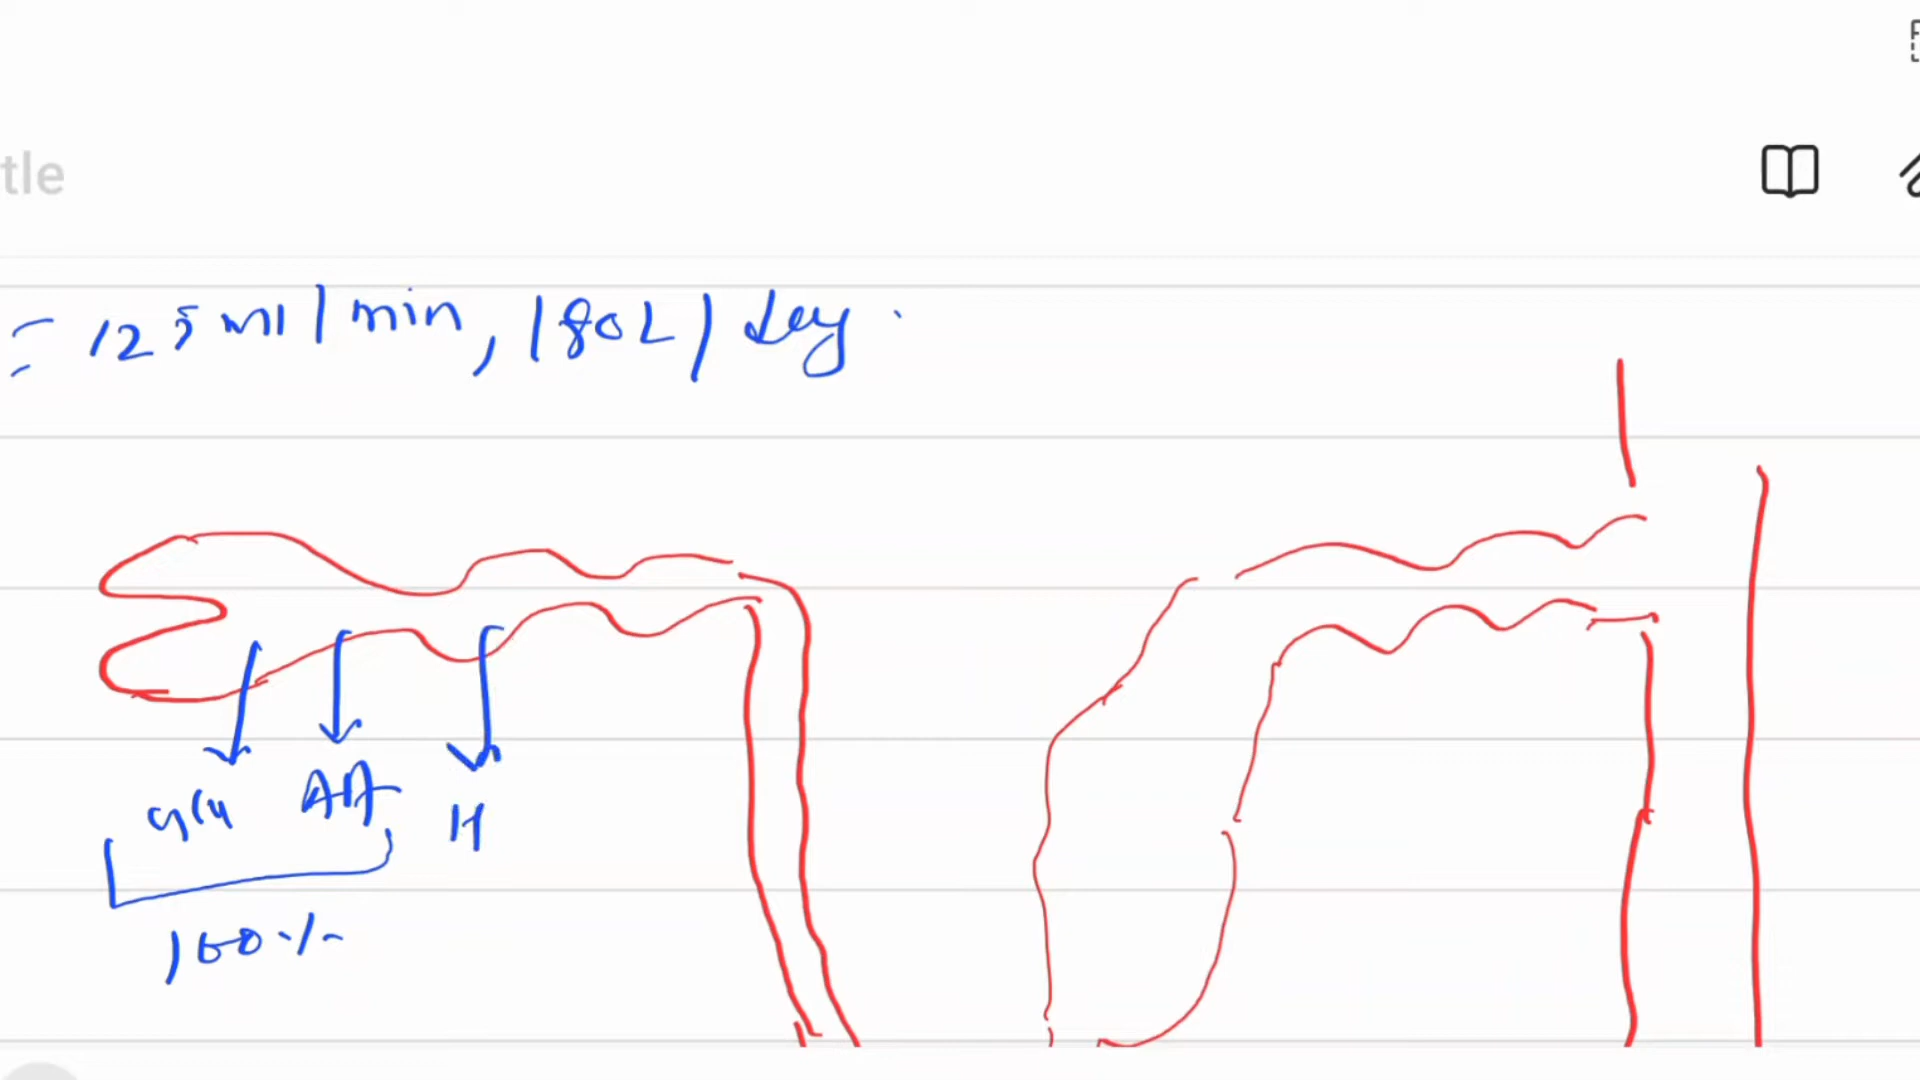 tle
= 125 ml/min, 180L/day.
glu AA H
100%